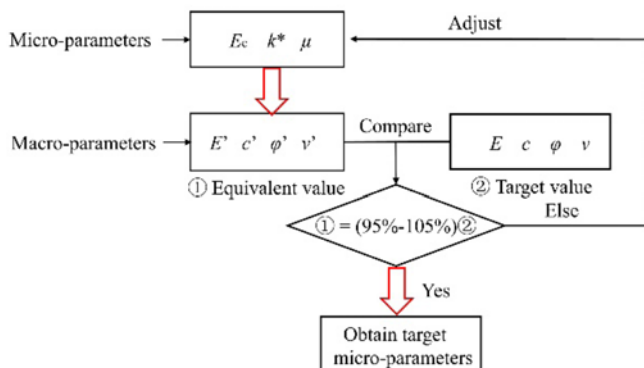 Micro-parameters
E꜀ k* μ
Adjust
Macro-parameters
E’ c’ φ’ ν’
Compare
E c φ ν
① Equivalent value
② Target value
① = (95%-105%)②
Else
Yes
Obtain target
micro-parameters